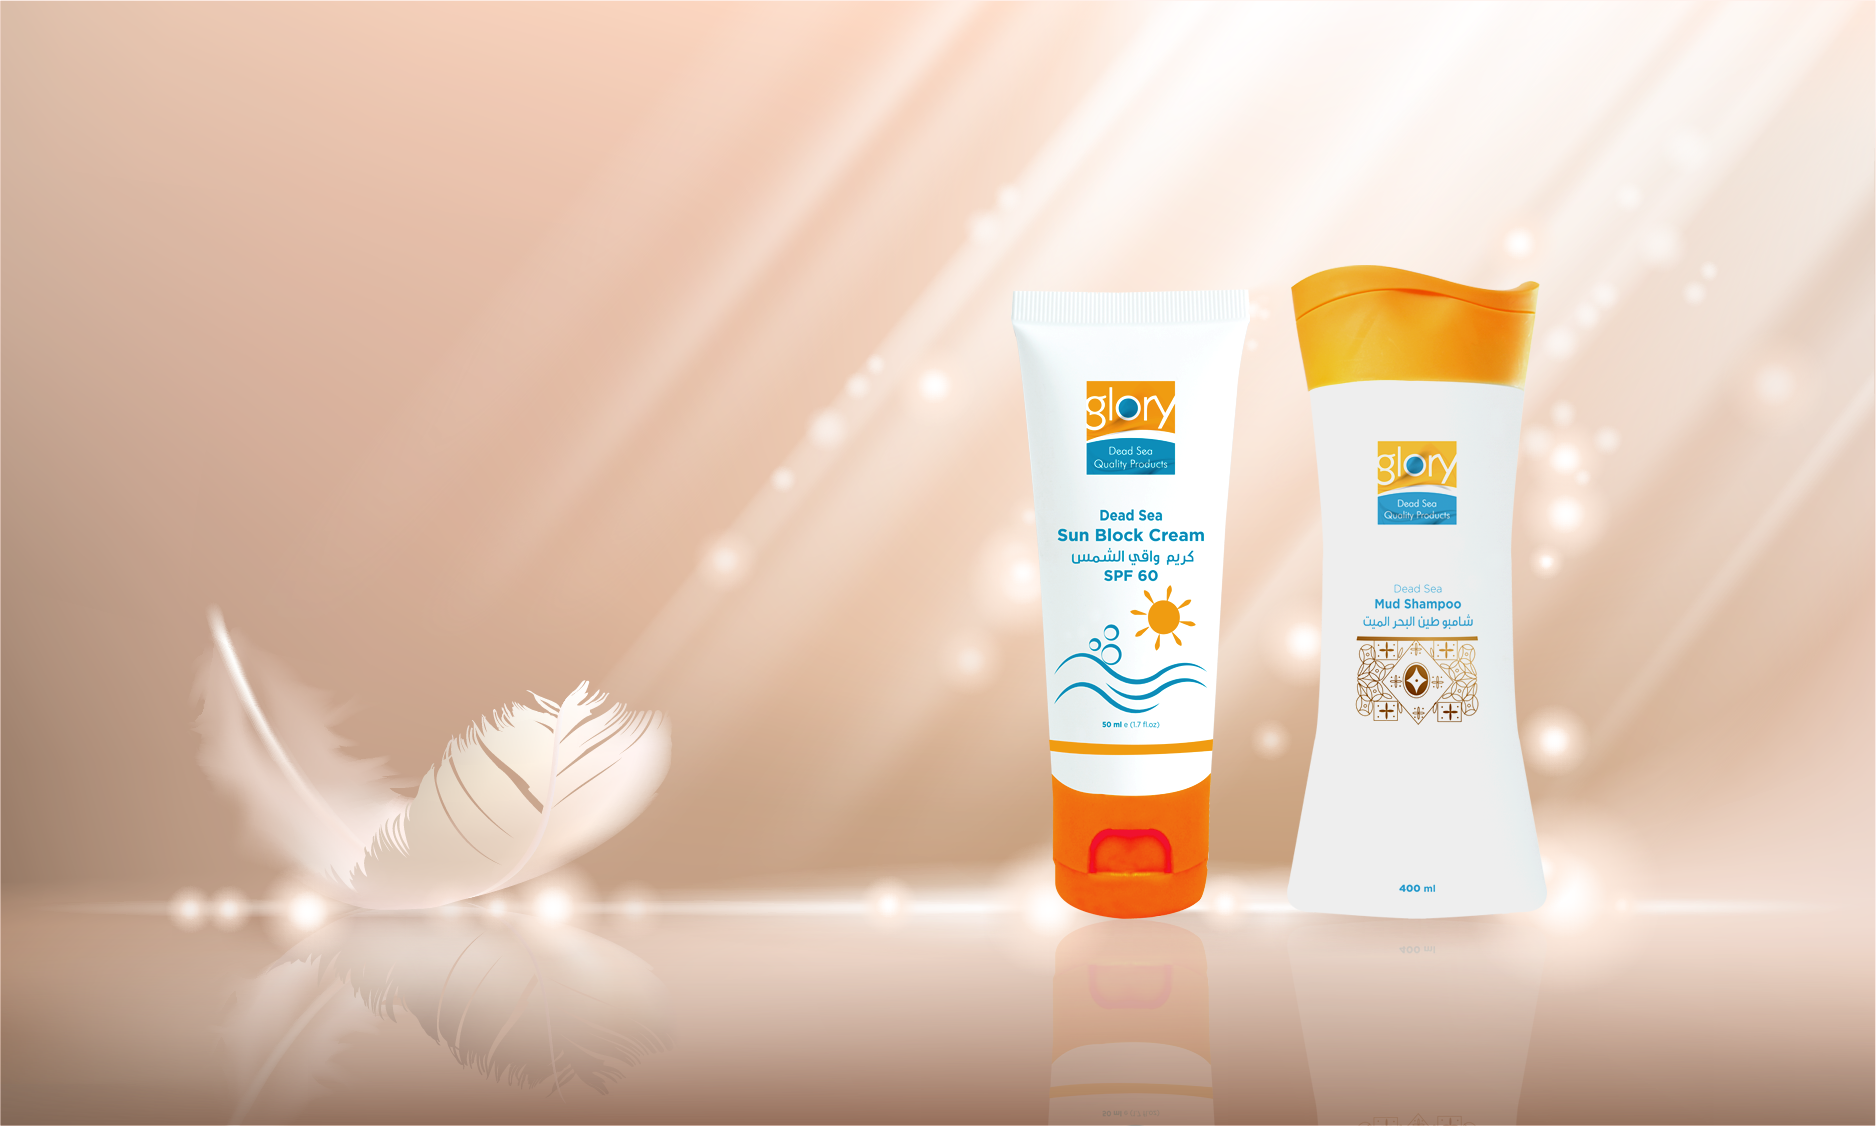 glory
Dead Sea
Quality Products
Dead Sea
Sun Block Cream
كريم واقي الشمس
SPF 60
50 ml e (1.7 fl.oz)
glory
Dead Sea
Quality Products
Dead Sea
Mud Shampoo
شامبو طين البحر الميت
400 ml